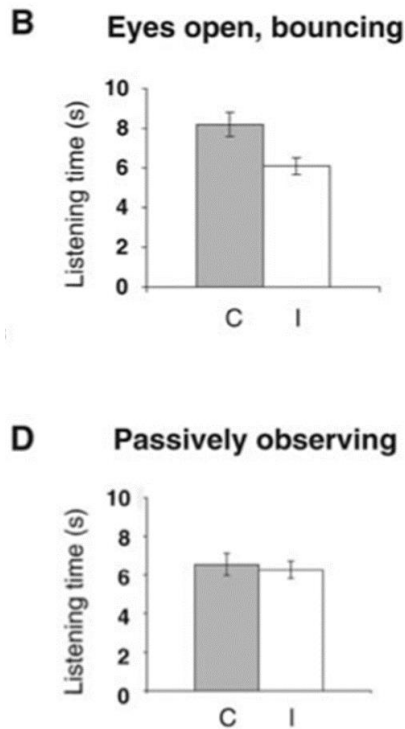 B Eyes open, bouncing
Listening time (s)
10
8
6
4
2
0
C I
D Passively observing
Listening time (s)
10
8
6
4
2
0
C I